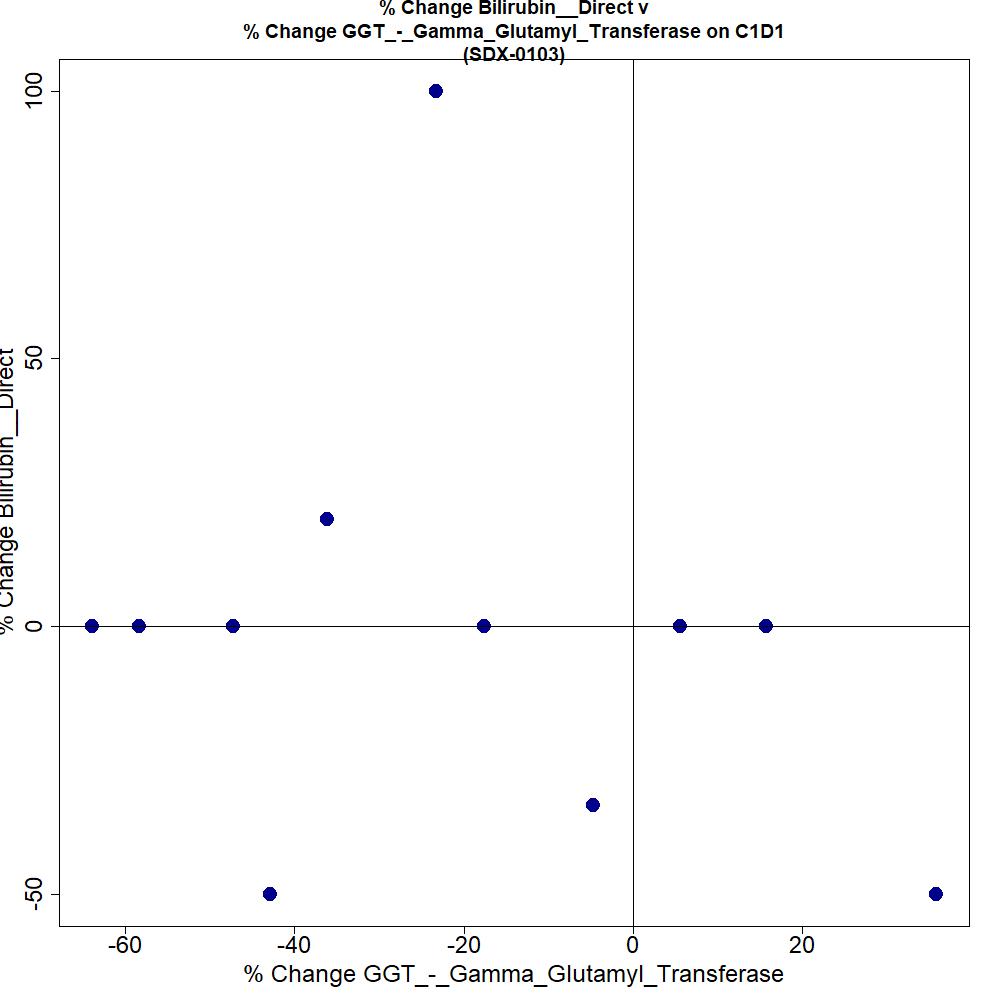 % Change Bilirubin__Direct v
% Change GGT_-_Gamma_Glutamyl_Transferase on C1D1
(SDX-0103)
% Change Bilirubin__Direct
100
50
0
-50
-60
-40
-20
0
20
% Change GGT_-_Gamma_Glutamyl_Transferase